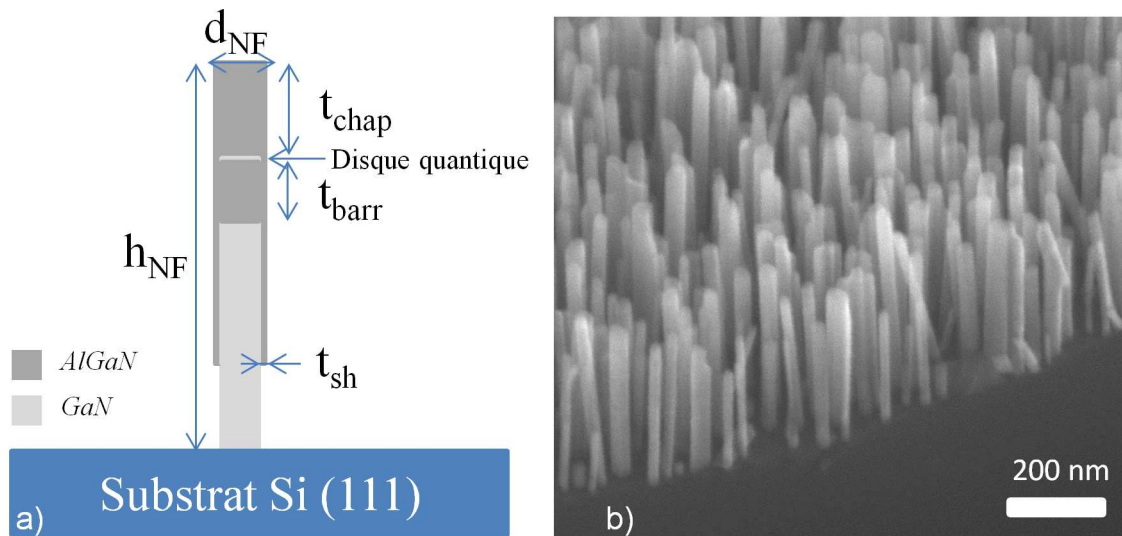 d_NF
t_chap
Disque quantique
t_barr
h_NF
AlGaN
t_sh
GaN
Substrat Si (111)
a)
b)
200 nm